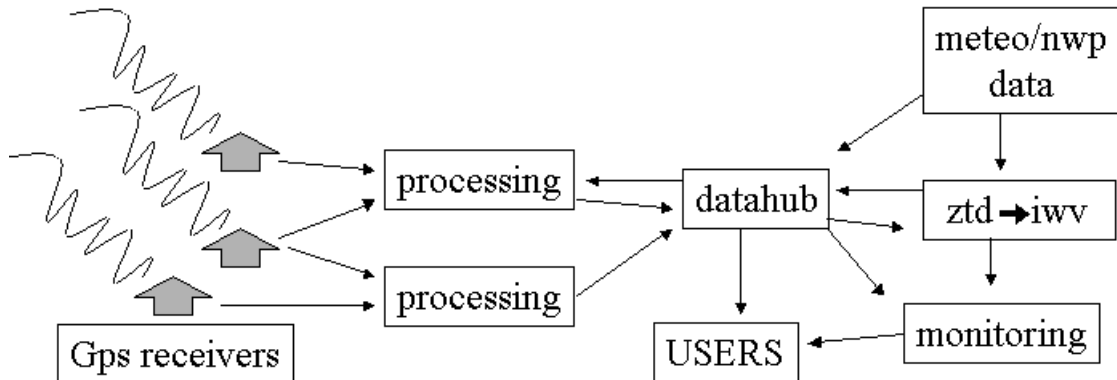 meteo/nwp
data
processing
datahub
ztd → iwv
processing
Gps receivers
USERS
monitoring